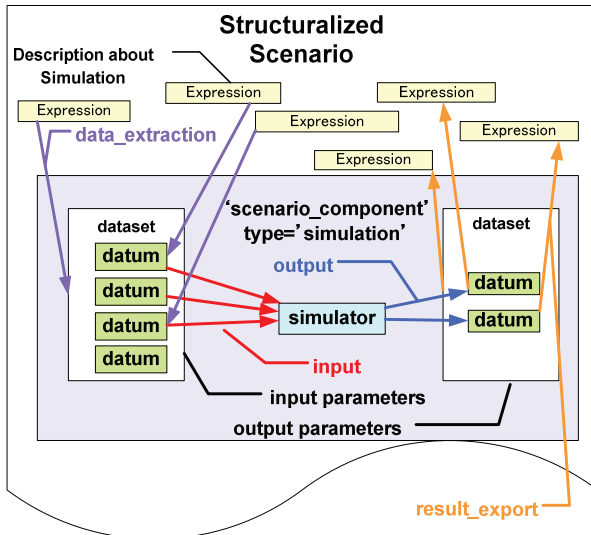 Structuralized
Scenario
Description about
Simulation
Expression
Expression
Expression
Expression
Expression
Expression
data_extraction
'scenario_component'
type='simulation'
dataset
dataset
datum
datum
datum
datum
output
simulator
datum
datum
input
input parameters
output parameters
result_export